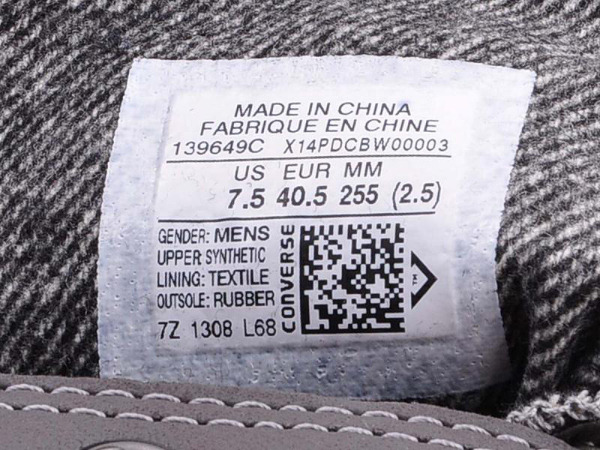 MADE IN CHINA
FABRIQUE EN CHINE
139649C X14PDCBW00003
US EUR MM
7.5 40.5 255 (2.5)
GENDER: MENS
UPPER: SYNTHETIC
LINING: TEXTILE
OUTSOLE: RUBBER
7Z 1308 L68
CONVERSE
TM